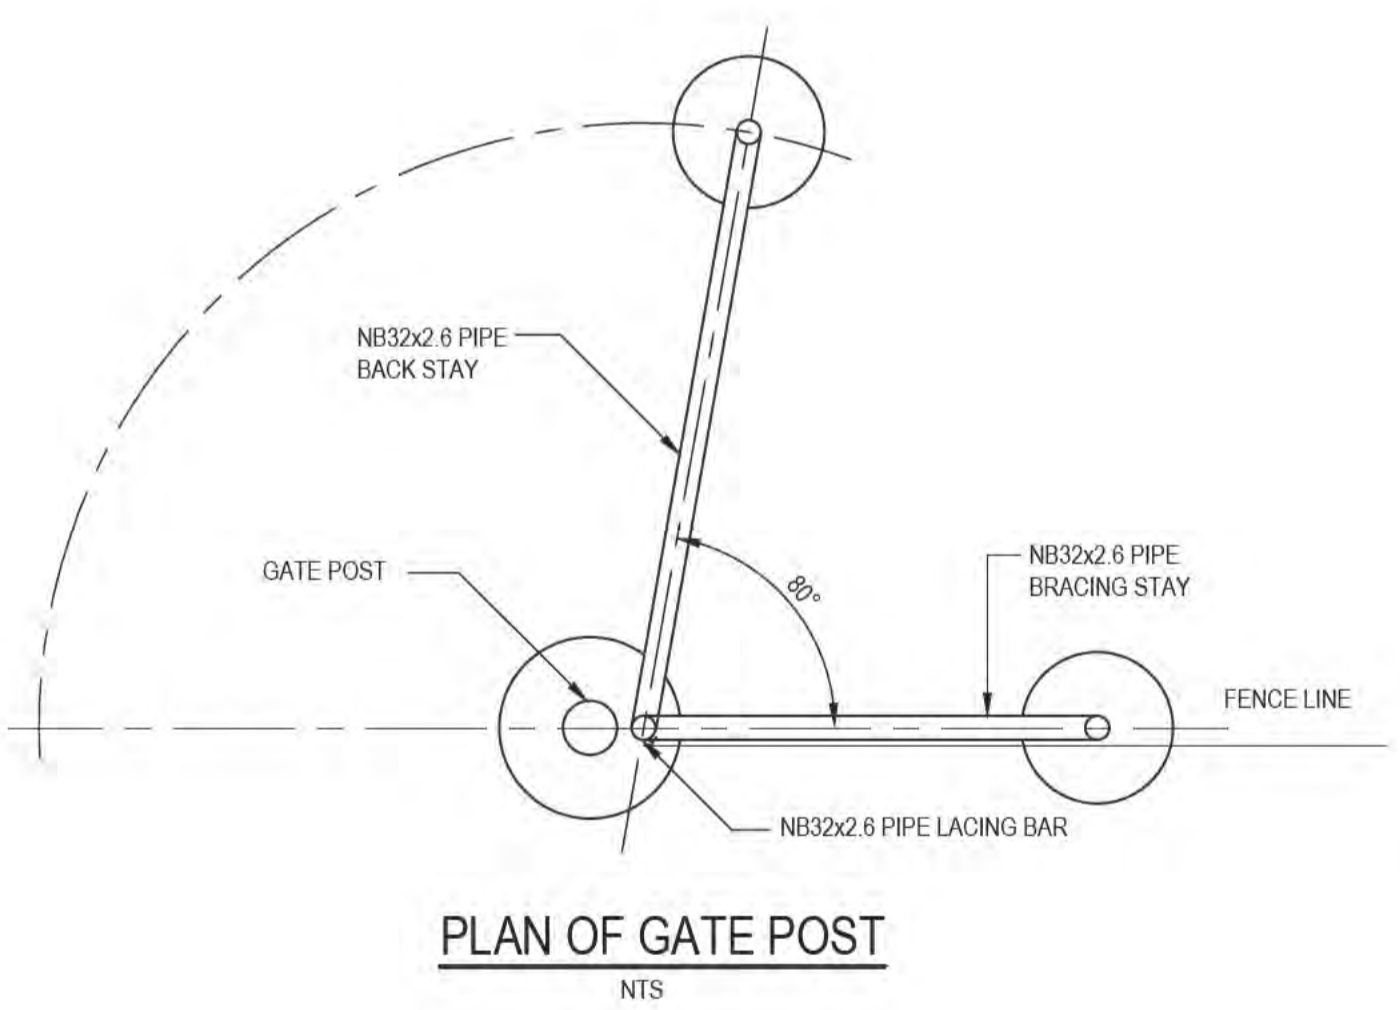 NB32x2.6 PIPE
BACK STAY
GATE POST
80°
NB32x2.6 PIPE
BRACING STAY
FENCE LINE
NB32x2.6 PIPE LACING BAR
PLAN OF GATE POST
NTS